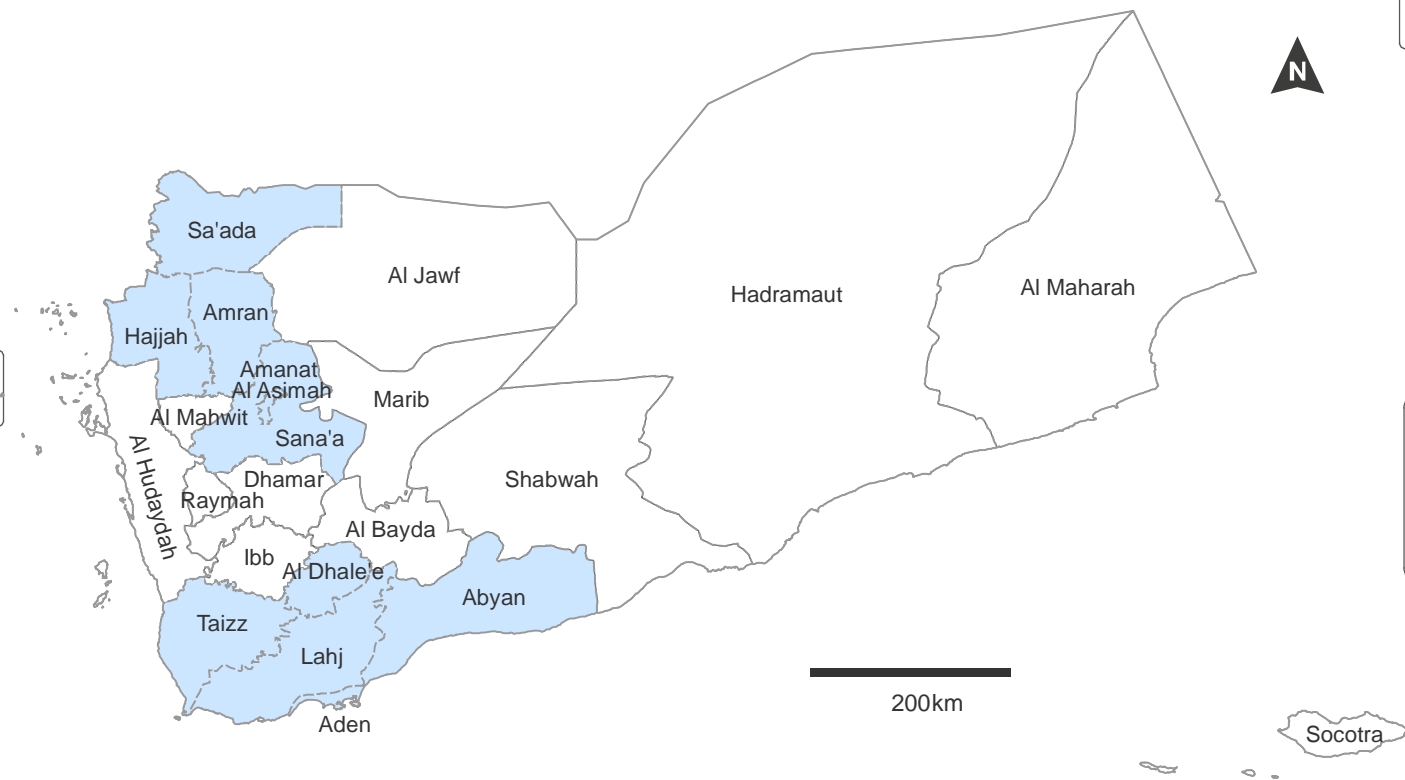 N
Sa'ada
Al Jawf
Hadramaut
Al Maharah
Amran
Hajjah
Amanat
Al Asimah
Marib
Al Mahwit
Sana'a
Al Hudaydah
Dhamar
Raymah
Shabwah
Al Bayda
Ibb
Al Dhale'e
Abyan
Taizz
Lahj
Aden
200km
Socotra